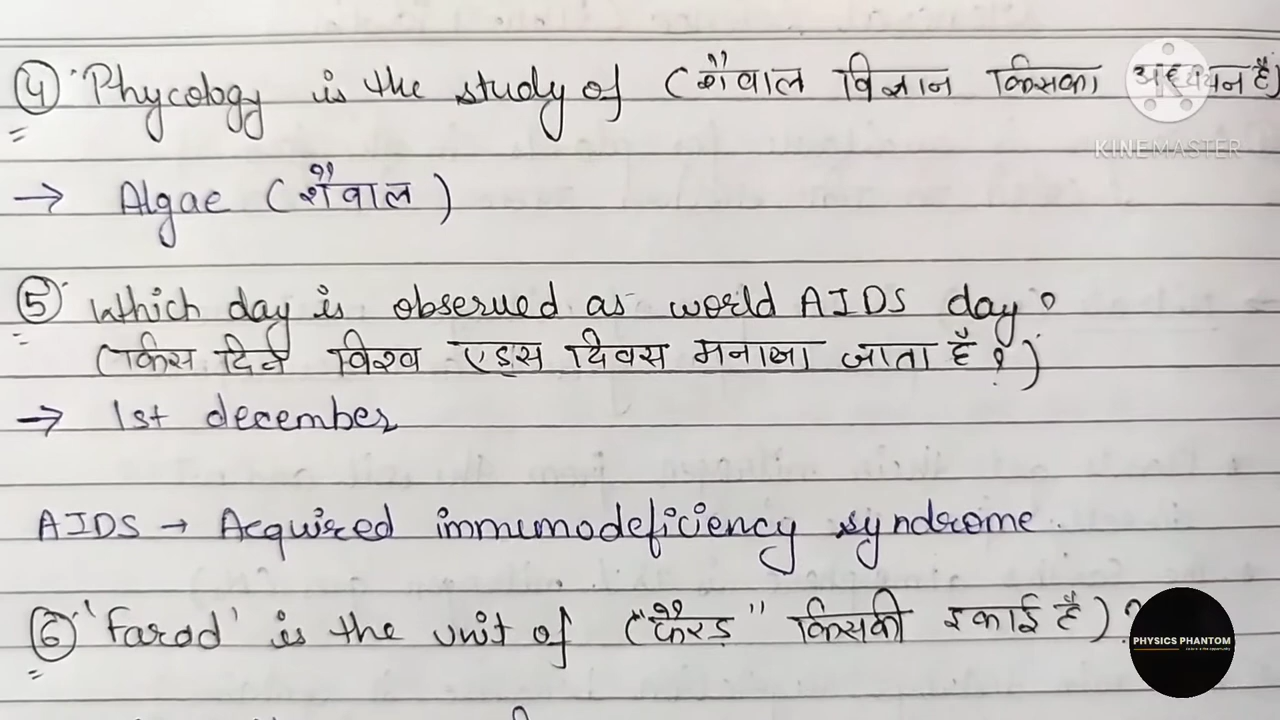 ④ Phycology is the study of (शैवाल विज्ञान किसका अध्ययन है)
KINEMASTER
→ Algae (शैवाल)
⑤ Which day is observed as world AIDS day ?
(किस दिन विश्व एड्स दिवस मनाया जाता है ?)
→ 1st december
AIDS → Acquired immunodeficiency syndrome.
⑥ 'Farad' is the unit of ("फैरड" किसकी इकाई है) ?
PHYSICS PHANTOM